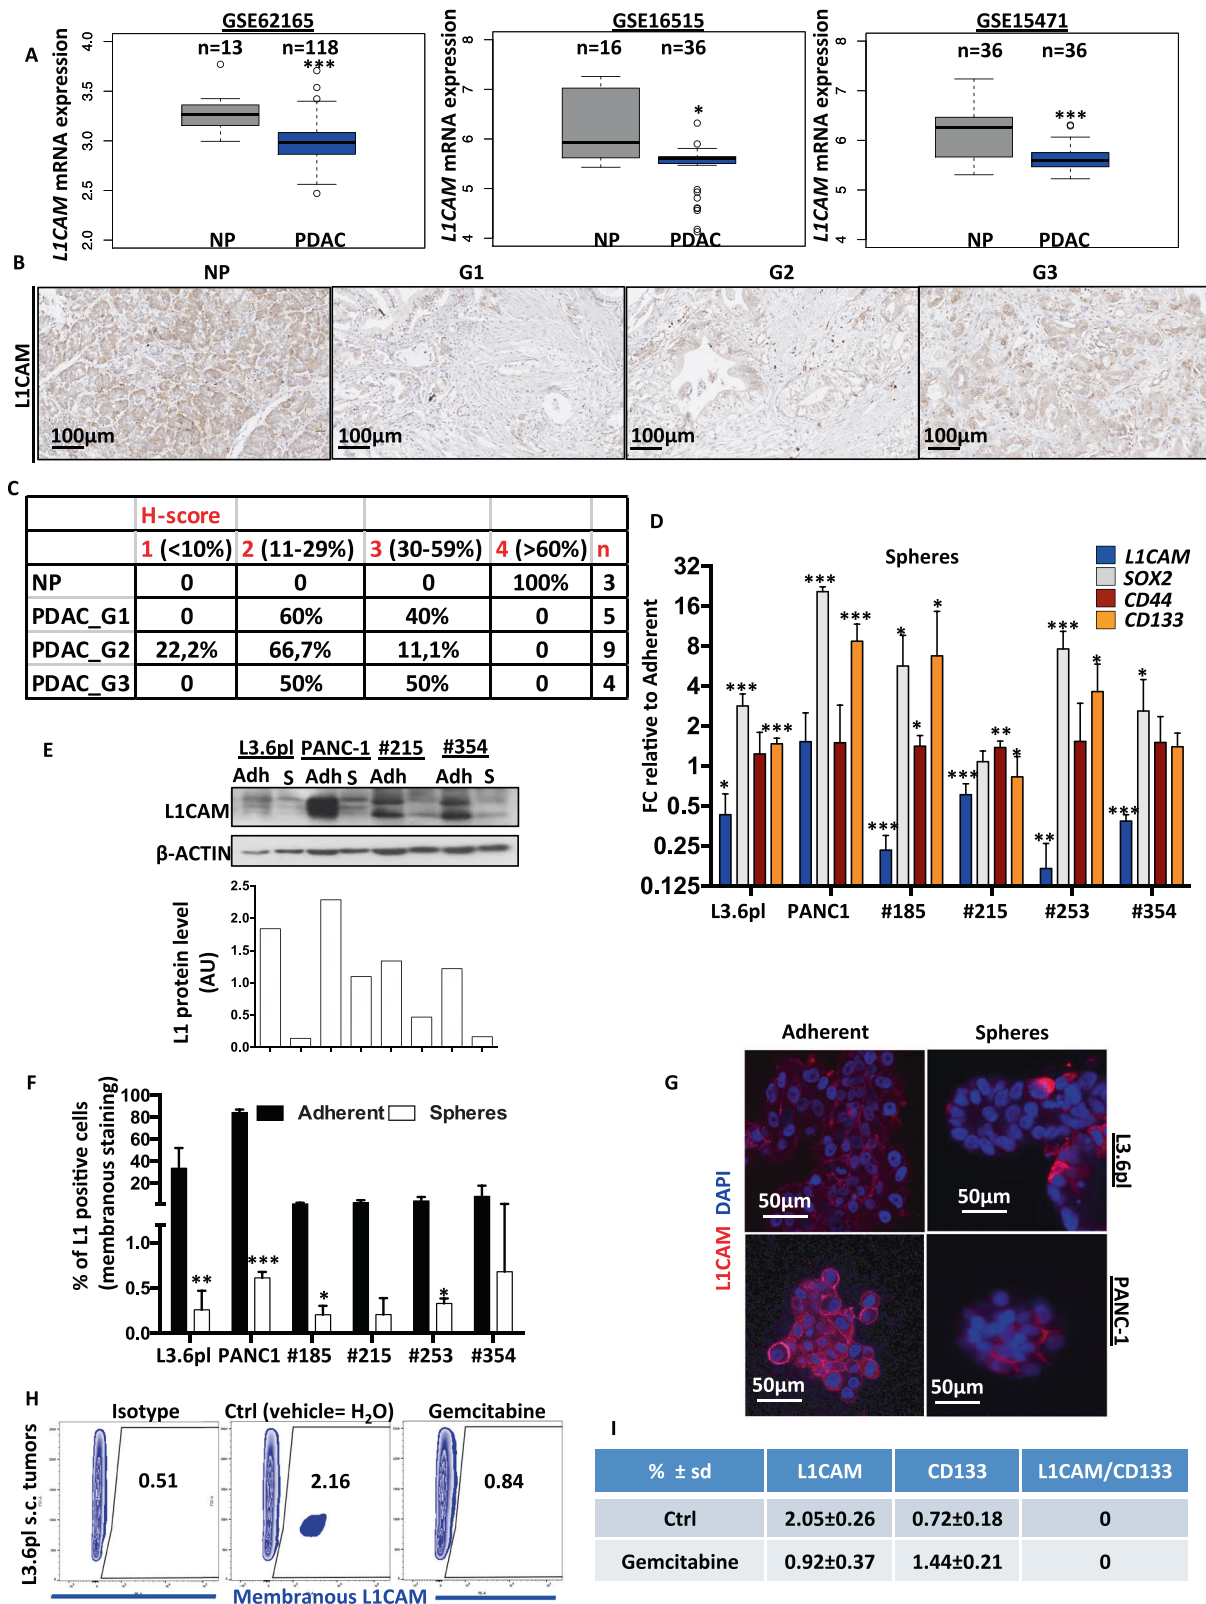 A
GSE62165
GSE16515
GSE15471
L1CAM mRNA expression
4.0
3.5
3.0
2.5
2.0
n=13
n=118
***
NP
PDAC
L1CAM mRNA expression
8
7
6
5
4
n=16
n=36
*
NP
PDAC
L1CAM mRNA expression
8
7
6
5
4
n=36
n=36
***
NP
PDAC
B
NP
G1
G2
G3
L1CAM
100μm
100μm
100μm
100μm
C
H-score
1 (<10%) 2 (11-29%) 3 (30-59%) 4 (>60%) n
NP 0 0 0 100% 3
PDAC_G1 0 60% 40% 0 5
PDAC_G2 22,2% 66,7% 11,1% 0 9
PDAC_G3 0 50% 50% 0 4
D
Spheres
L1CAM
SOX2
CD44
CD133
FC relative to Adherent
32
16
8
4
2
1
0.5
0.25
0.125
* *** ***
*** ***
*** * * *
*** ** *
** *** *
*** *
L3.6pl PANC1 #185 #215 #253 #354
E
L3.6pl PANC-1 #215 #354
Adh S Adh S Adh Adh S
L1CAM
β-ACTIN
L1 protein level
(AU)
2.5
2.0
1.5
1.0
0.5
0.0
F
% of L1 positive cells
(membranous staining)
100
80
60
40
20
1.0
0.5
0.0
Adherent Spheres
** *** * *
L3.6pl PANC1 #185 #215 #253 #354
G
Adherent Spheres
L1CAM DAPI
50μm
50μm
L3.6pl
50μm
50μm
PANC-1
H
Isotype
Ctrl (vehicle= H₂O)
Gemcitabine
L3.6pl s.c. tumors
0.51
2.16
0.84
Membranous L1CAM
I
% ± sd L1CAM CD133 L1CAM/CD133
Ctrl 2.05±0.26 0.72±0.18 0
Gemcitabine 0.92±0.37 1.44±0.21 0